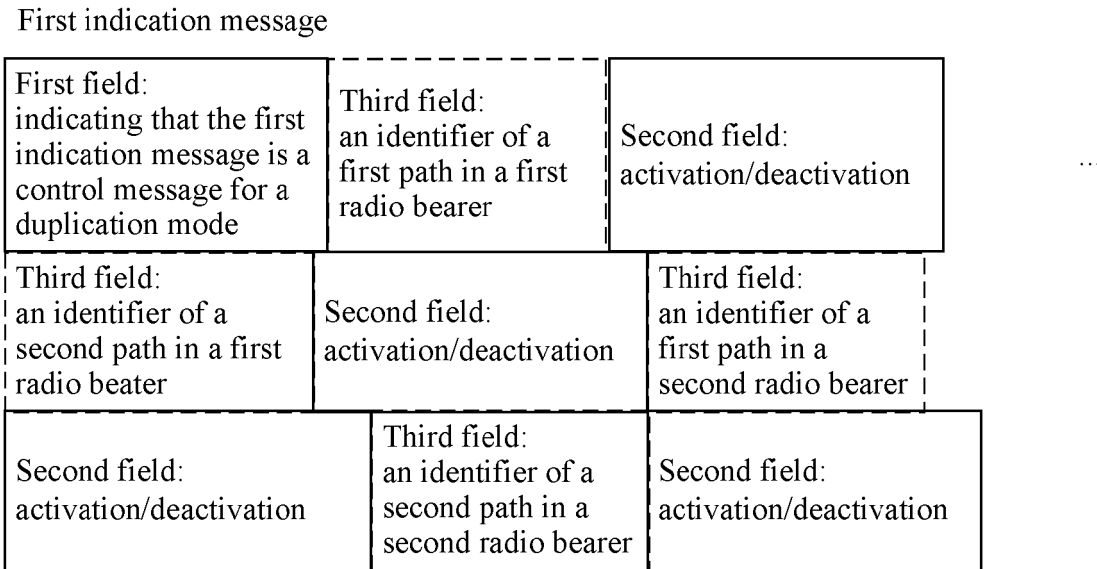 First indication message
First field:
indicating that the first
indication message is a
control message for a
duplication mode
Third field:
an identifier of a
first path in a first
radio bearer
Second field:
activation/deactivation
...
Third field:
an identifier of a
second path in a first
radio beater
Second field:
activation/deactivation
Third field:
an identifier of a
first path in a
second radio bearer
Second field:
activation/deactivation
Third field:
an identifier of a
second path in a
second radio bearer
Second field:
activation/deactivation